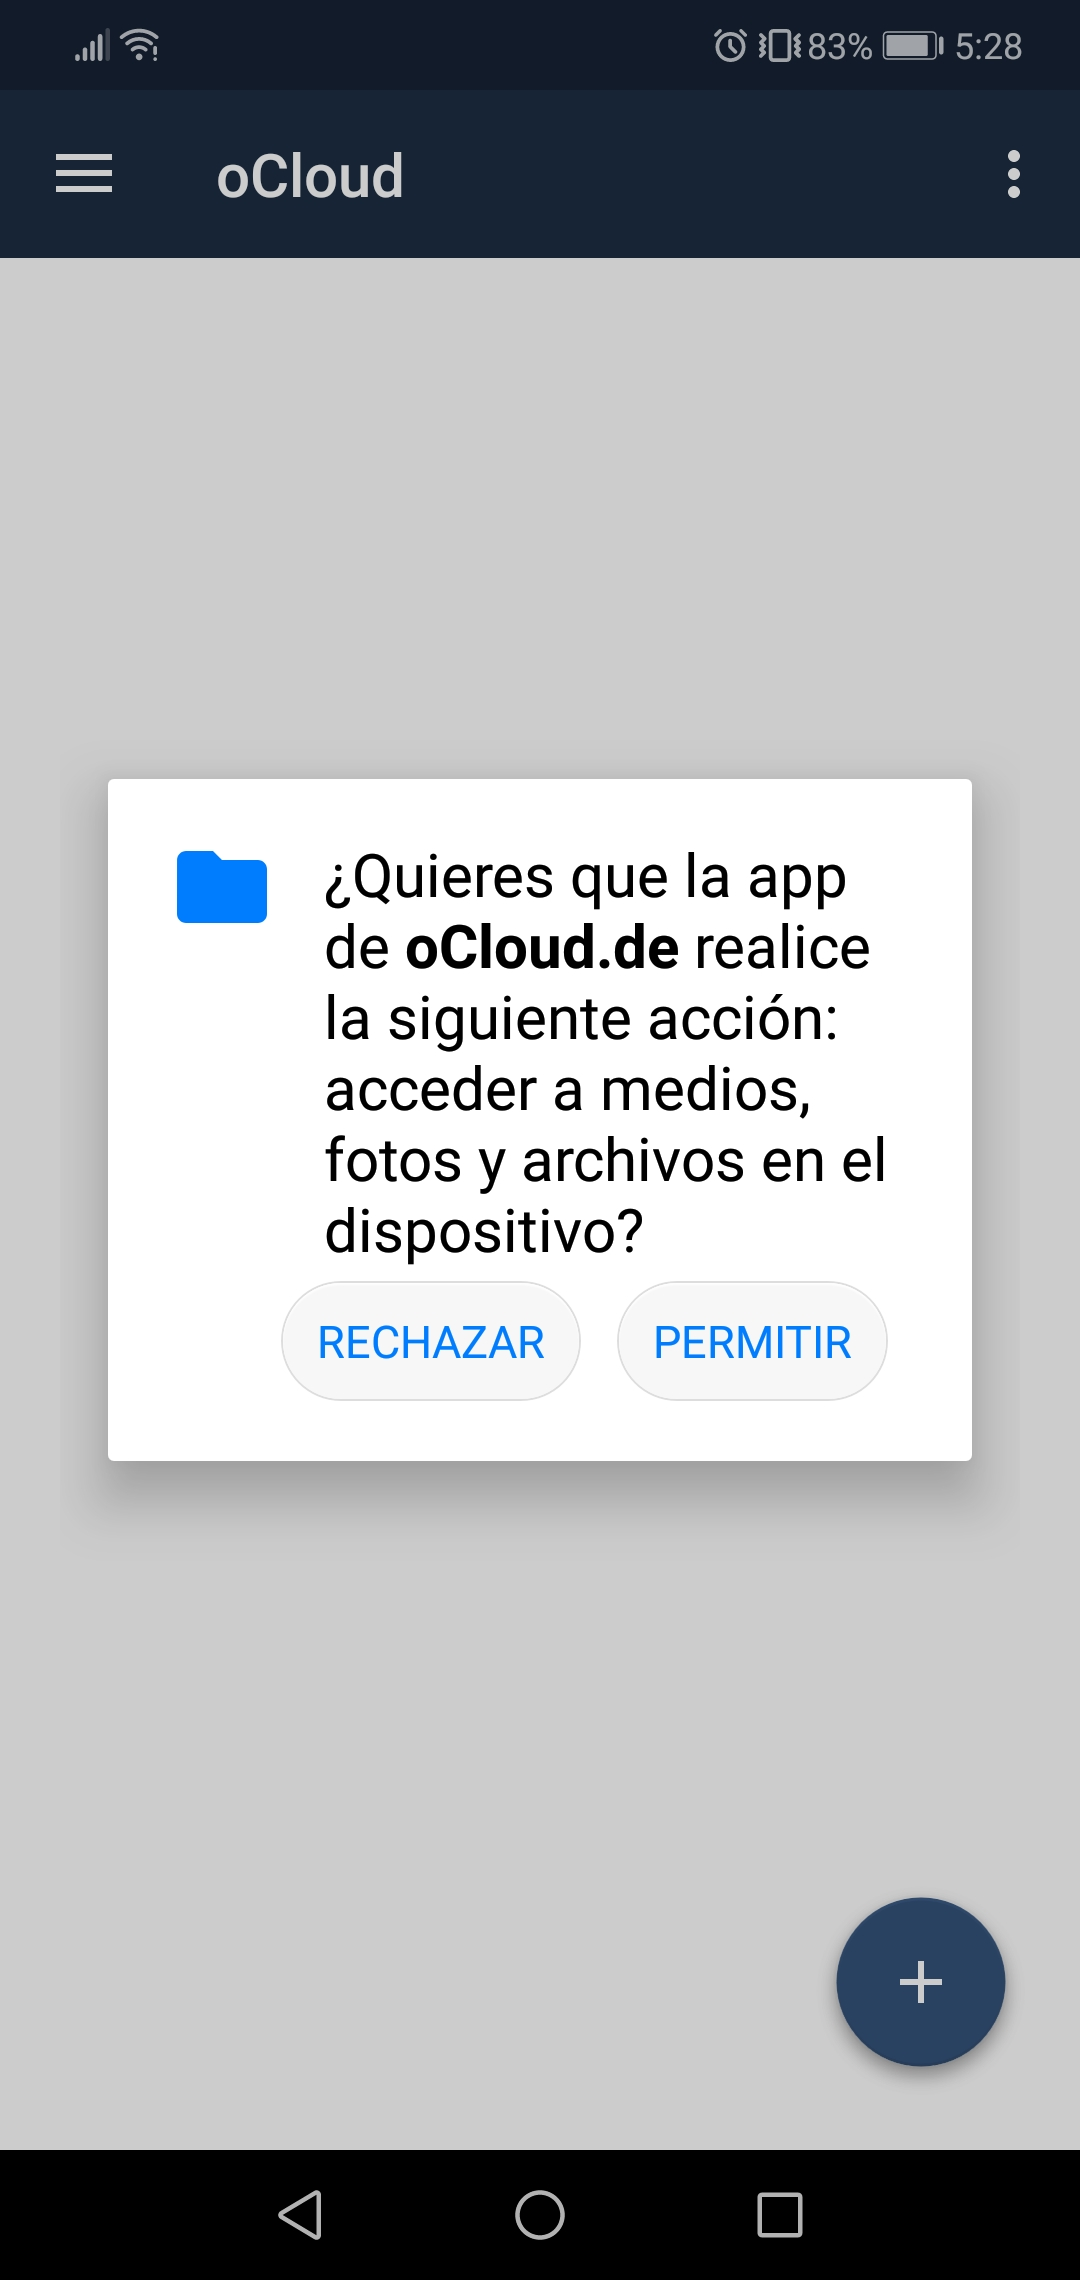 83% 5:28
oCloud
¿Quieres que la app
de oCloud.de realice
la siguiente acción:
acceder a medios,
fotos y archivos en el
dispositivo?
RECHAZAR PERMITIR